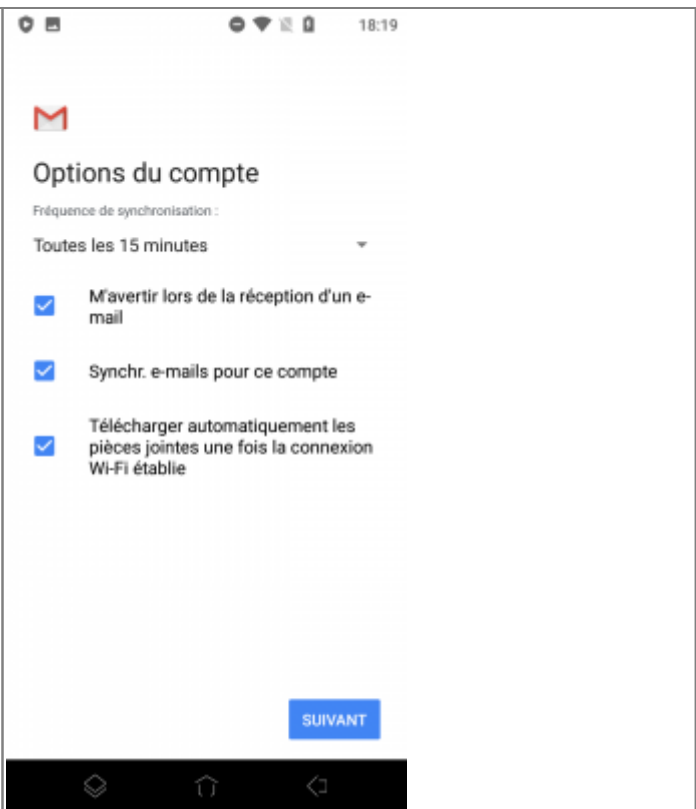 18:19
Options du compte
Fréquence de synchronisation :
Toutes les 15 minutes
M'avertir lors de la réception d'un e-
mail
Synchr. e-mails pour ce compte
Télécharger automatiquement les
pièces jointes une fois la connexion
Wi-Fi établie
SUIVANT